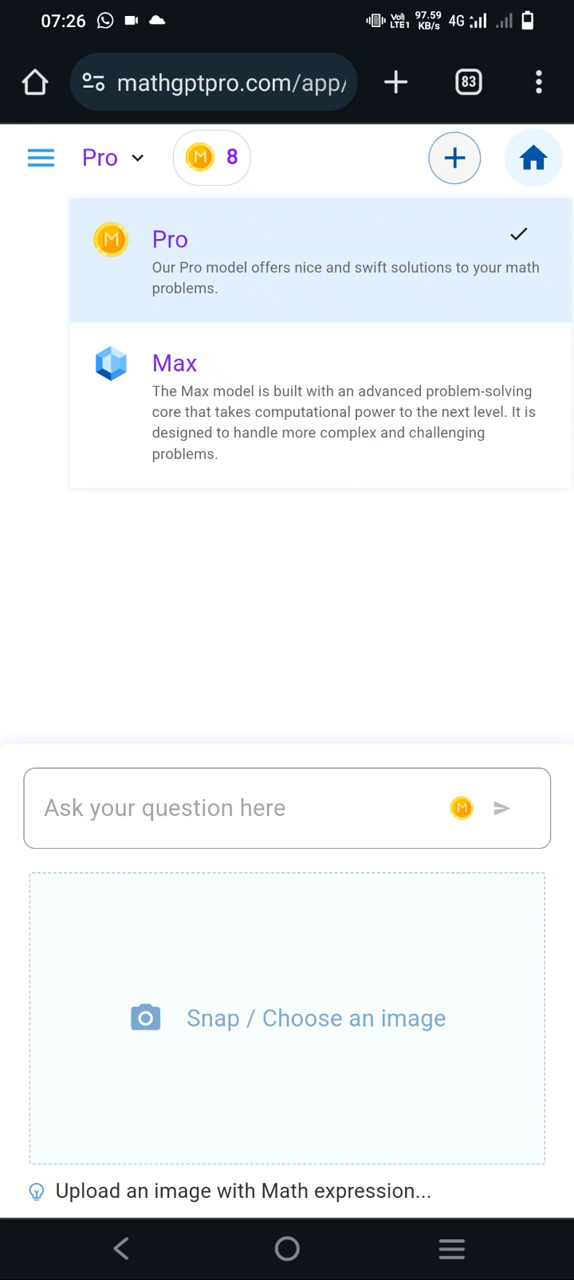 07:26 Vo) LTE1 97.59 KB/s 4G
mathgptpro.com/app/ 83
Pro M 8
M Pro
Our Pro model offers nice and swift solutions to your math
problems.
Max
The Max model is built with an advanced problem-solving
core that takes computational power to the next level. It is
designed to handle more complex and challenging
problems.
Ask your question here M
Snap / Choose an image
Upload an image with Math expression...